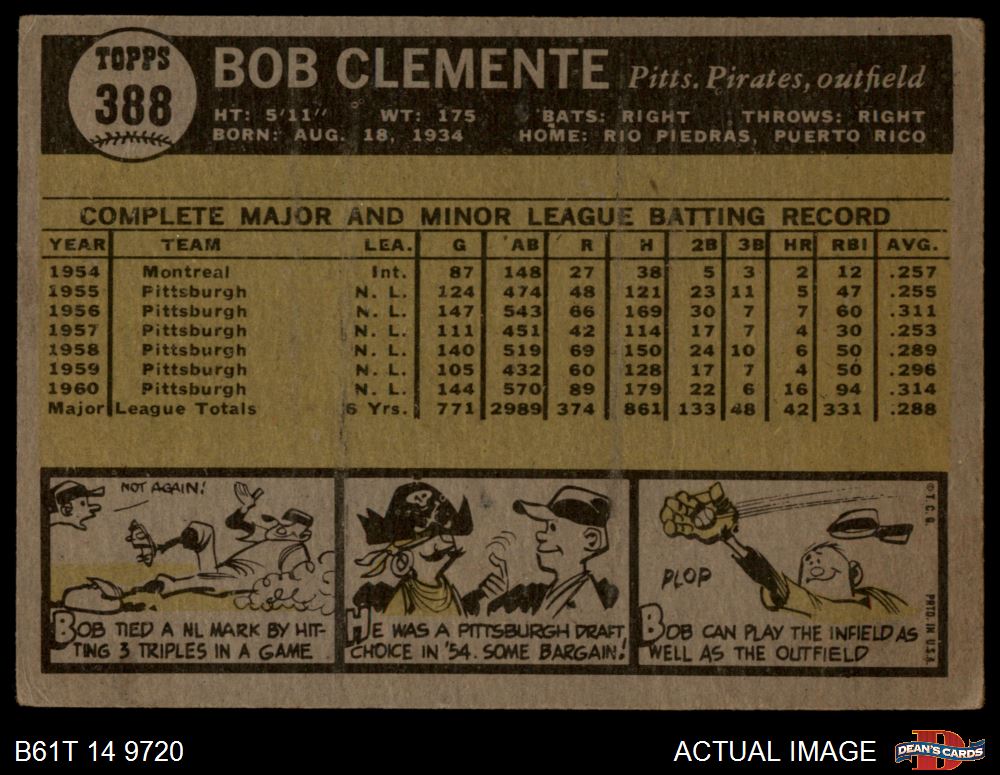 TOPPS
388
BOB CLEMENTE Pitts. Pirates, outfield
HT: 5'11" WT: 175 BATS: RIGHT THROWS: RIGHT
BORN: AUG. 18, 1934 HOME: RIO PIEDRAS, PUERTO RICO
COMPLETE MAJOR AND MINOR LEAGUE BATTING RECORD
YEAR TEAM LEA. G AB R H 2B 3B HR RBI AVG.
1954 Montreal Int. 87 148 27 38 5 3 2 12 .257
1955 Pittsburgh N. L. 124 474 48 121 23 11 5 47 .255
1956 Pittsburgh N. L. 147 543 66 169 30 7 7 60 .311
1957 Pittsburgh N. L. 111 451 42 114 17 7 4 30 .253
1958 Pittsburgh N. L. 140 519 69 150 24 10 6 50 .289
1959 Pittsburgh N. L. 105 432 60 128 17 7 4 50 .296
1960 Pittsburgh N. L. 144 570 89 179 22 6 16 94 .314
Major League Totals 6 Yrs. 771 2989 374 861 133 48 42 331 .288
NOT AGAIN!
BOB TIED A NL MARK BY HIT-
TING 3 TRIPLES IN A GAME
HE WAS A PITTSBURGH DRAFT
CHOICE IN '54. SOME BARGAIN!
PLOP
BOB CAN PLAY THE INFIELD AS
WELL AS THE OUTFIELD
© T. C. G.
PRTD. IN U.S.A.
B61T 14 9720
ACTUAL IMAGE
D
DEAN'S CARDS